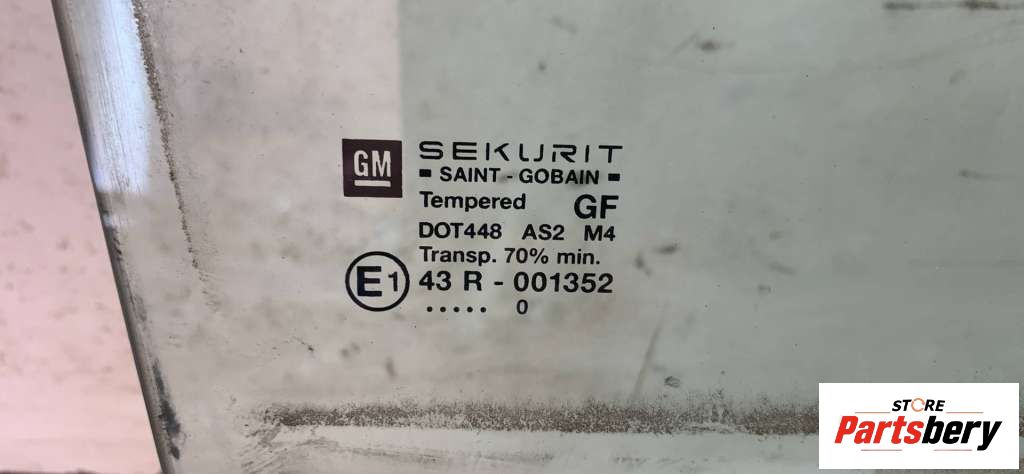 GM
SEKURIT
SAINT - GOBAIN
Tempered GF
DOT448 AS2 M4
Transp. 70% min.
E1 43 R - 001352
..... 0
STORE
Partsbery